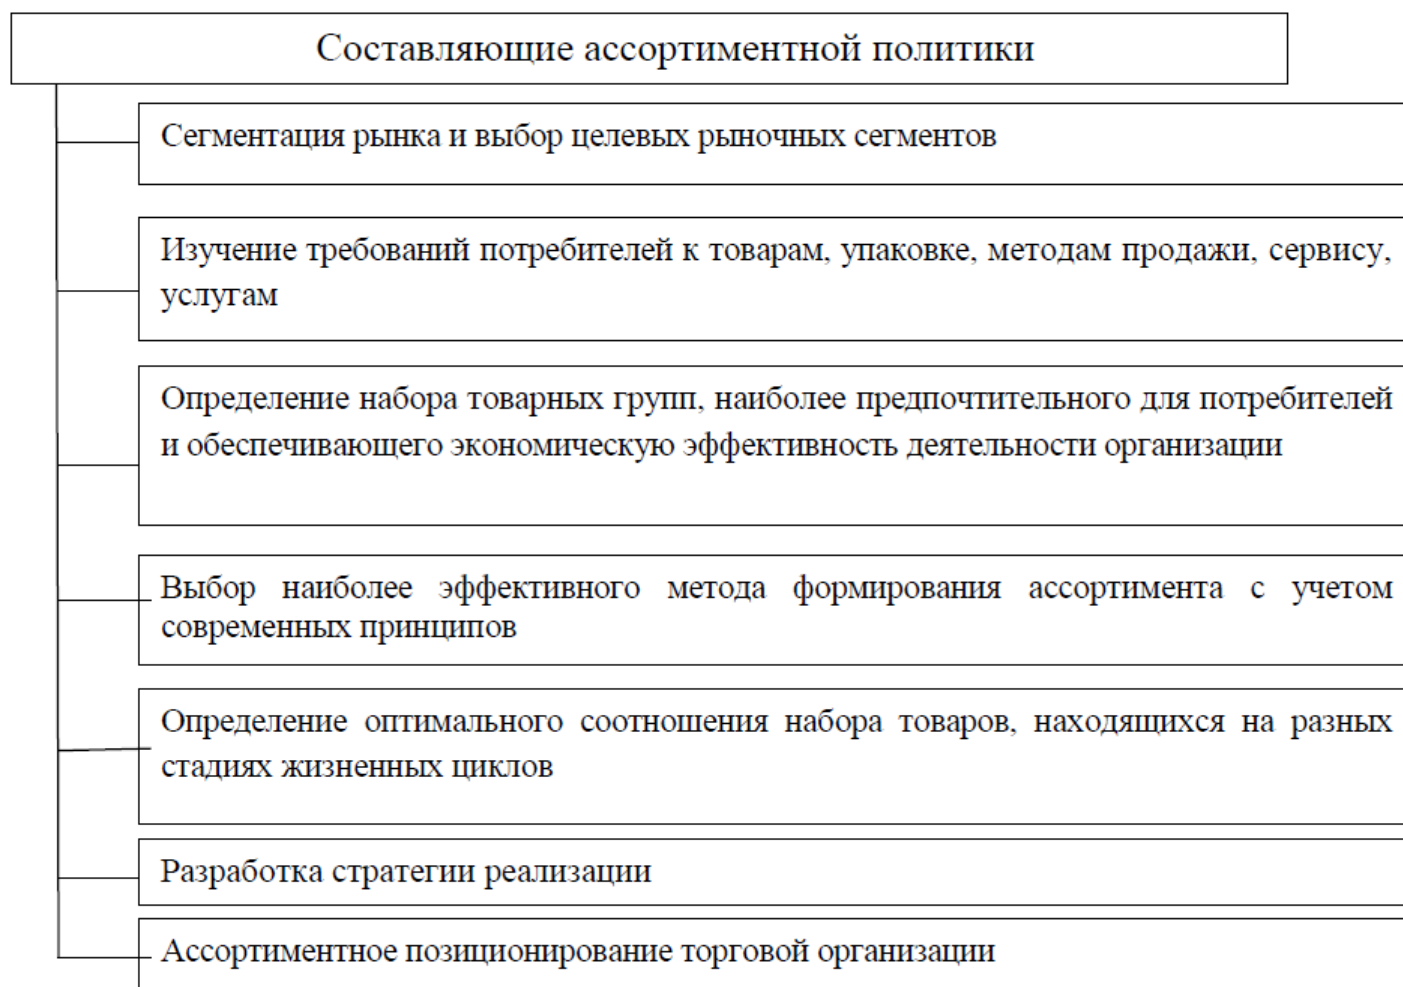 Составляющие ассортиментной политики
Сегментация рынка и выбор целевых рыночных сегментов
Изучение требований потребителей к товарам, упаковке, методам продажи, сервису,
услугам
Определение набора товарных групп, наиболее предпочтительного для потребителей
и обеспечивающего экономическую эффективность деятельности организации
Выбор наиболее эффективного метода формирования ассортимента с учетом
современных принципов
Определение оптимального соотношения набора товаров, находящихся на разных
стадиях жизненных циклов
Разработка стратегии реализации
Ассортиментное позиционирование торговой организации